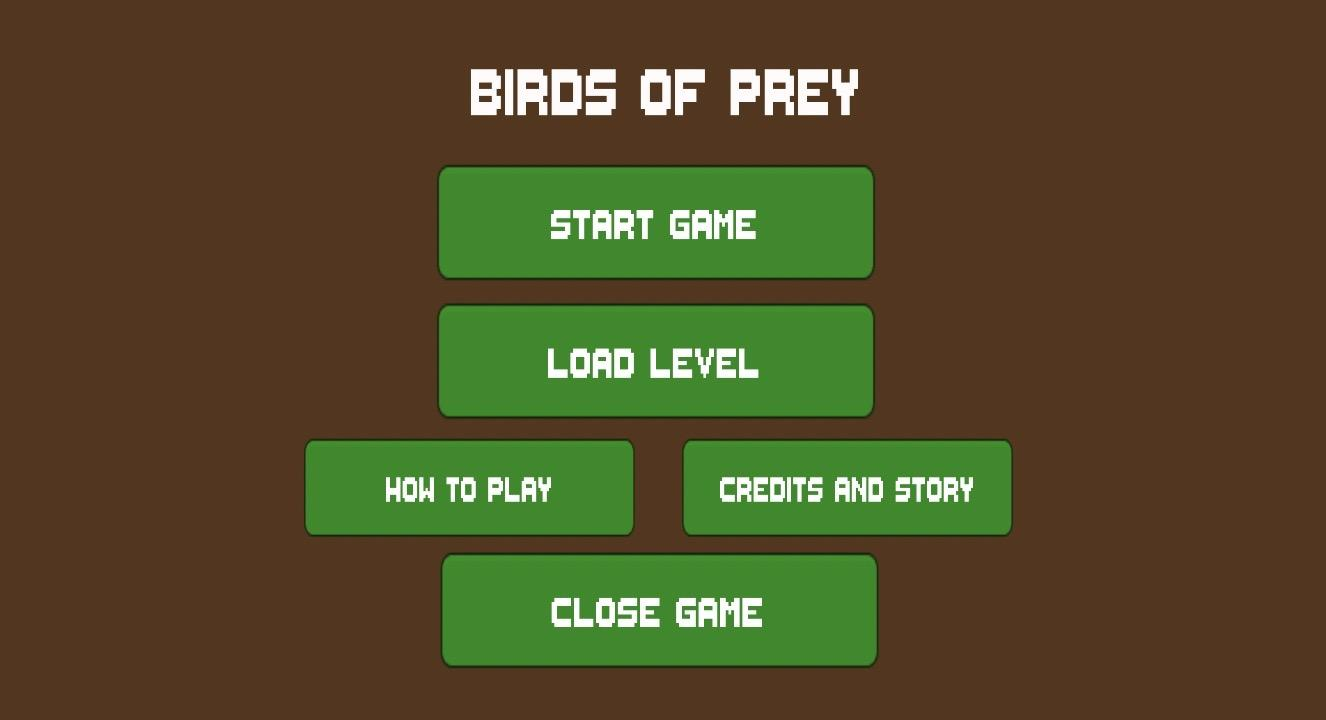 BIRDS OF PREY
START GAME
LOAD LEVEL
HOW TO PLAY
CREDITS AND STORY
CLOSE GAME